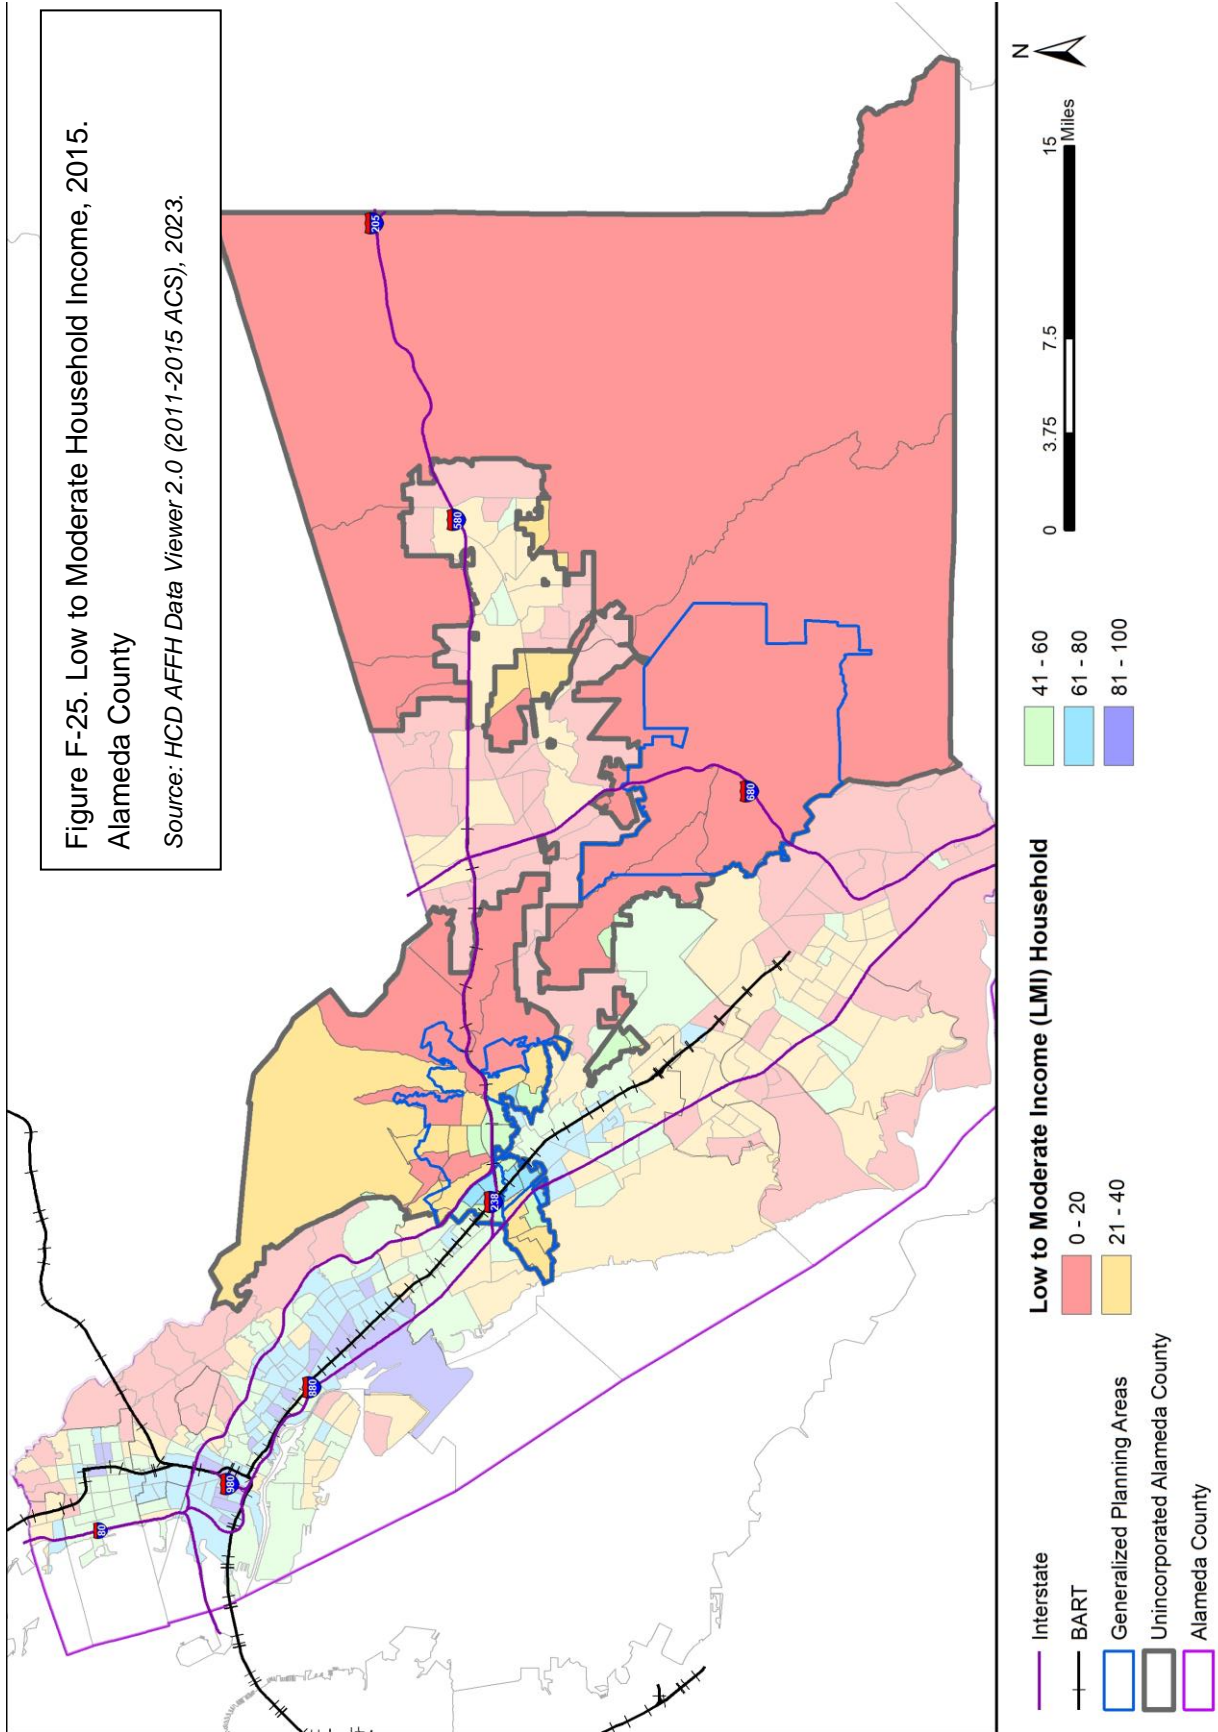 Figure F-25. Low to Moderate Household Income, 2015.
Alameda County
Source: HCD AFFH Data Viewer 2.0 (2011-2015 ACS), 2023.
80
980
880
238
580
205
680
Interstate
BART
Generalized Planning Areas
Unincorporated Alameda County
Alameda County
Low to Moderate Income (LMI) Household
0 - 20
21 - 40
41 - 60
61 - 80
81 - 100
0 3.75 7.5 15
Miles
N